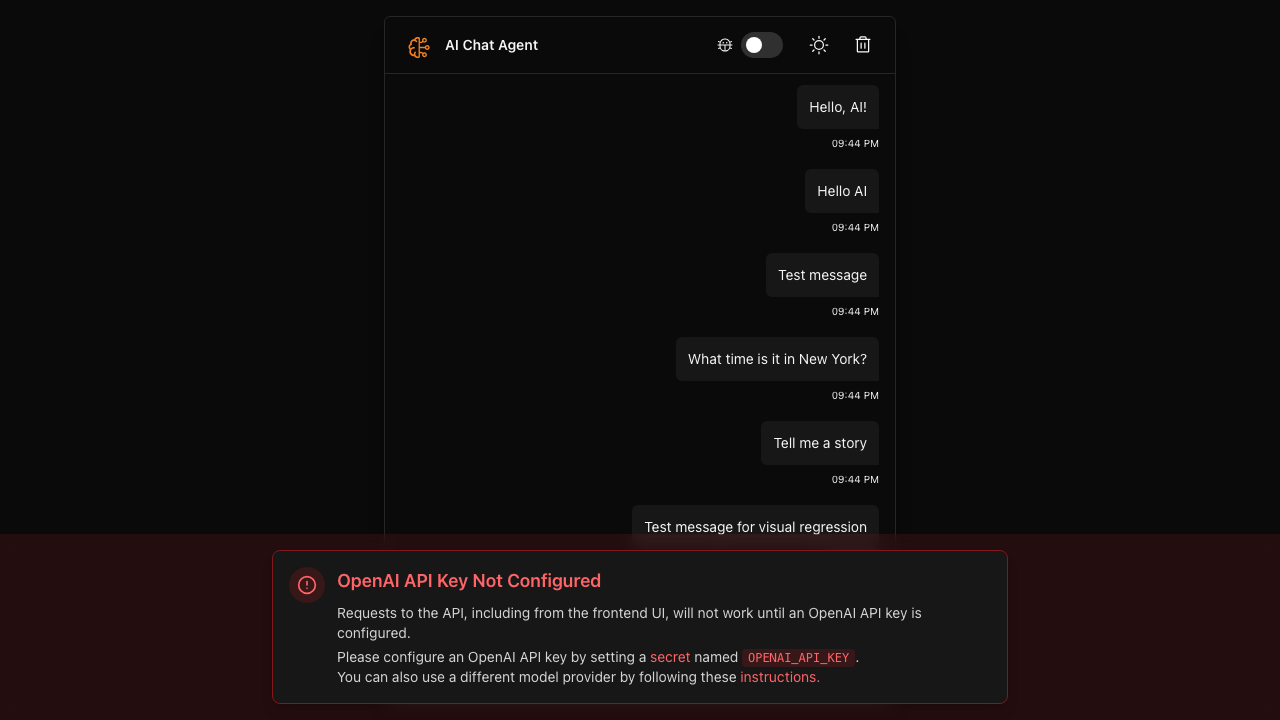 AI Chat Agent
Hello, AI!
09:44 PM
Hello AI
09:44 PM
Test message
09:44 PM
What time is it in New York?
09:44 PM
Tell me a story
09:44 PM
Test message for visual regression
OpenAI API Key Not Configured
Requests to the API, including from the frontend UI, will not work until an OpenAI API key is
configured.
Please configure an OpenAI API key by setting a secret named OPENAI_API_KEY.
You can also use a different model provider by following these instructions.